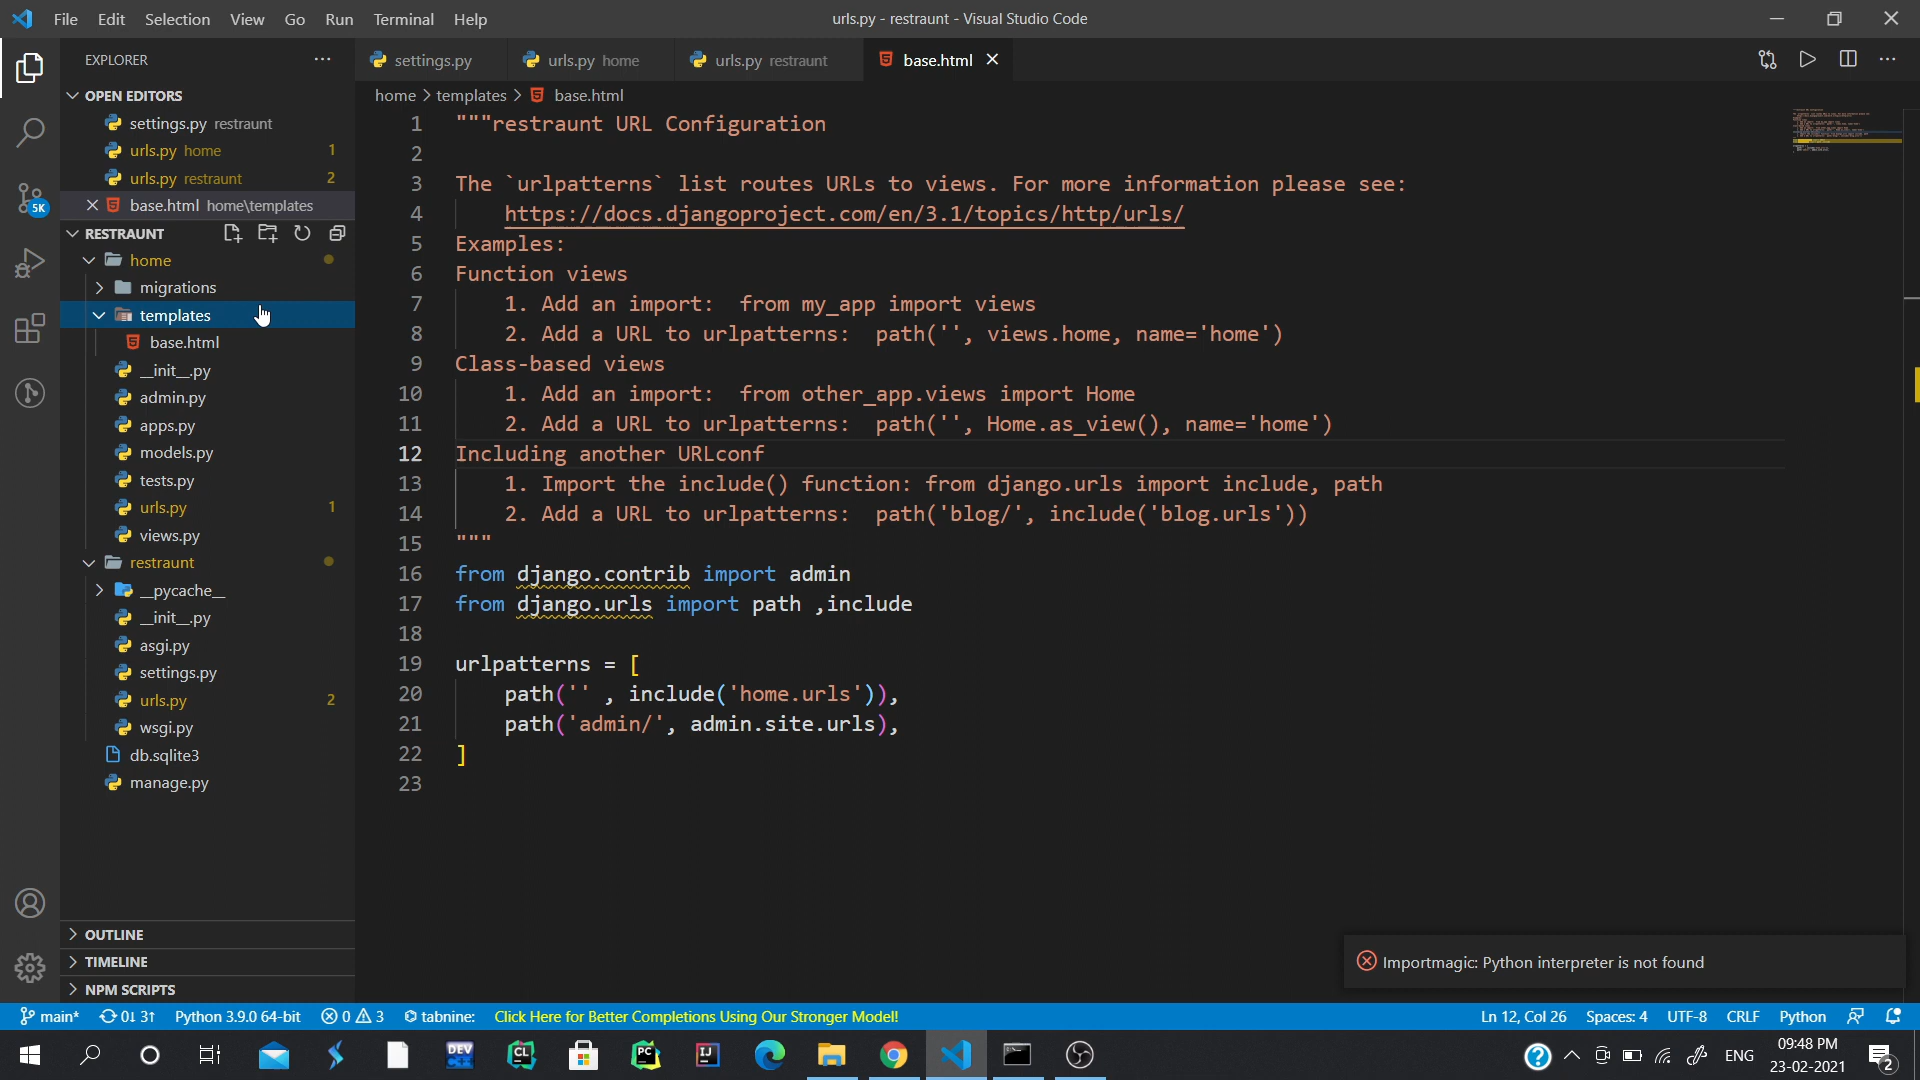 File Edit Selection View Go Run Terminal Help
urls.py - restraunt - Visual Studio Code
EXPLORER
settings.py
urls.py home
urls.py restraunt
base.html
OPEN EDITORS
settings.py restraunt
urls.py home 1
urls.py restraunt 2
base.html home\templates
RESTRAUNT
home
migrations
templates
base.html
__init__.py
admin.py
apps.py
models.py
tests.py
urls.py 1
views.py
restraunt
__pycache__
__init__.py
asgi.py
settings.py
urls.py 2
wsgi.py
db.sqlite3
manage.py
OUTLINE
TIMELINE
NPM SCRIPTS
5K
home > templates > base.html
1 """restraunt URL Configuration
2
3 The `urlpatterns` list routes URLs to views. For more information please see:
4 https://docs.djangoproject.com/en/3.1/topics/http/urls/
5 Examples:
6 Function views
7 1. Add an import:  from my_app import views
8 2. Add a URL to urlpatterns:  path('', views.home, name='home')
9 Class-based views
10 1. Add an import:  from other_app.views import Home
11 2. Add a URL to urlpatterns:  path('', Home.as_view(), name='home')
12 Including another URLconf
13 1. Import the include() function: from django.urls import include, path
14 2. Add a URL to urlpatterns:  path('blog/', include('blog.urls'))
15 """
16 from django.contrib import admin
17 from django.urls import path ,include
18
19 urlpatterns = [
20 path('' , include('home.urls')),
21 path('admin/', admin.site.urls),
22 ]
23
Importmagic: Python interpreter is not found
main* 0↓ 3↑ Python 3.9.0 64-bit 0 3 tabnine: Click Here for Better Completions Using Our Stronger Model!
Ln 12, Col 26 Spaces: 4 UTF-8 CRLF Python
DEV C++
CL
PC
IJ
ENG
09:48 PM
23-02-2021
2